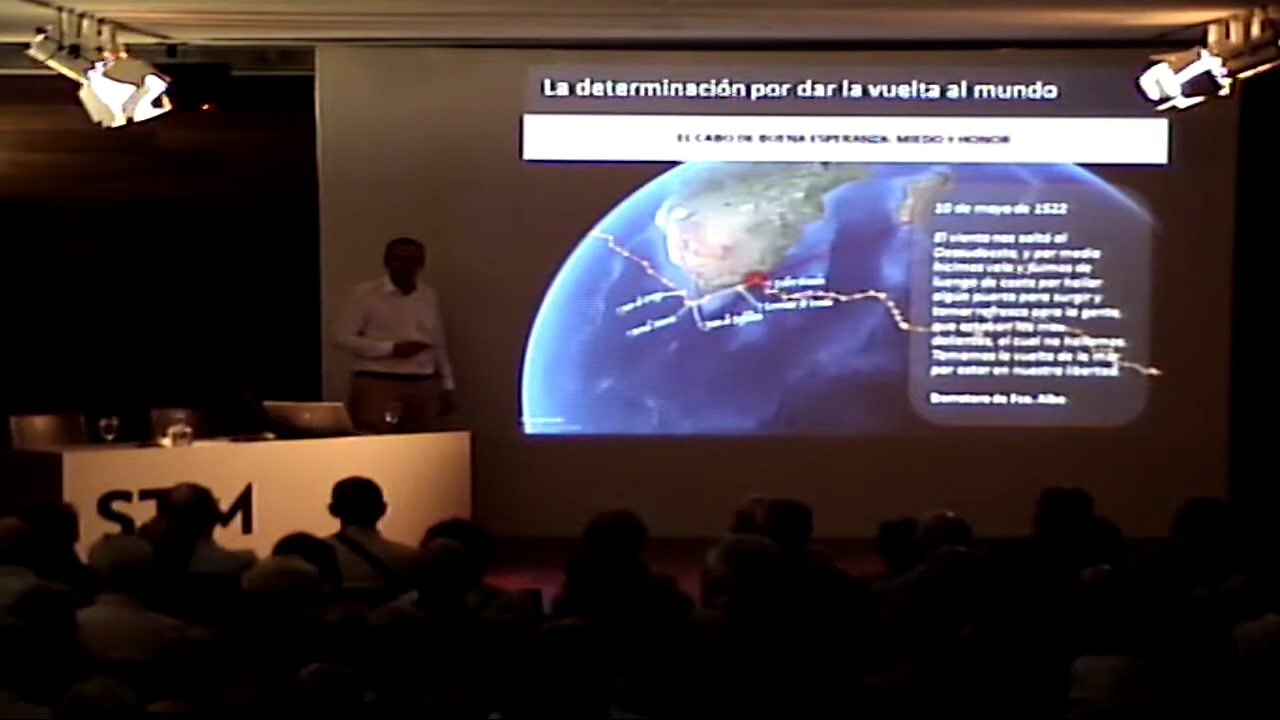 La determinación por dar la vuelta al mundo
EL CABO DE BUENA ESPERANZA: MIEDO Y HONOR
10 de mayo de 1522
El viento nos saltó al
Oesudueste, y por medio
hicimos vela y fuimos de
luengo de costa por hallar
algún puerto para surgir y
tomar refresco para la gente,
que estaban los más
dolientes, el cual no hallamos.
Tomamos la vuelta de la mar
por estar en nuestra libertad.
Derrotero de Fco. Albo
ST M